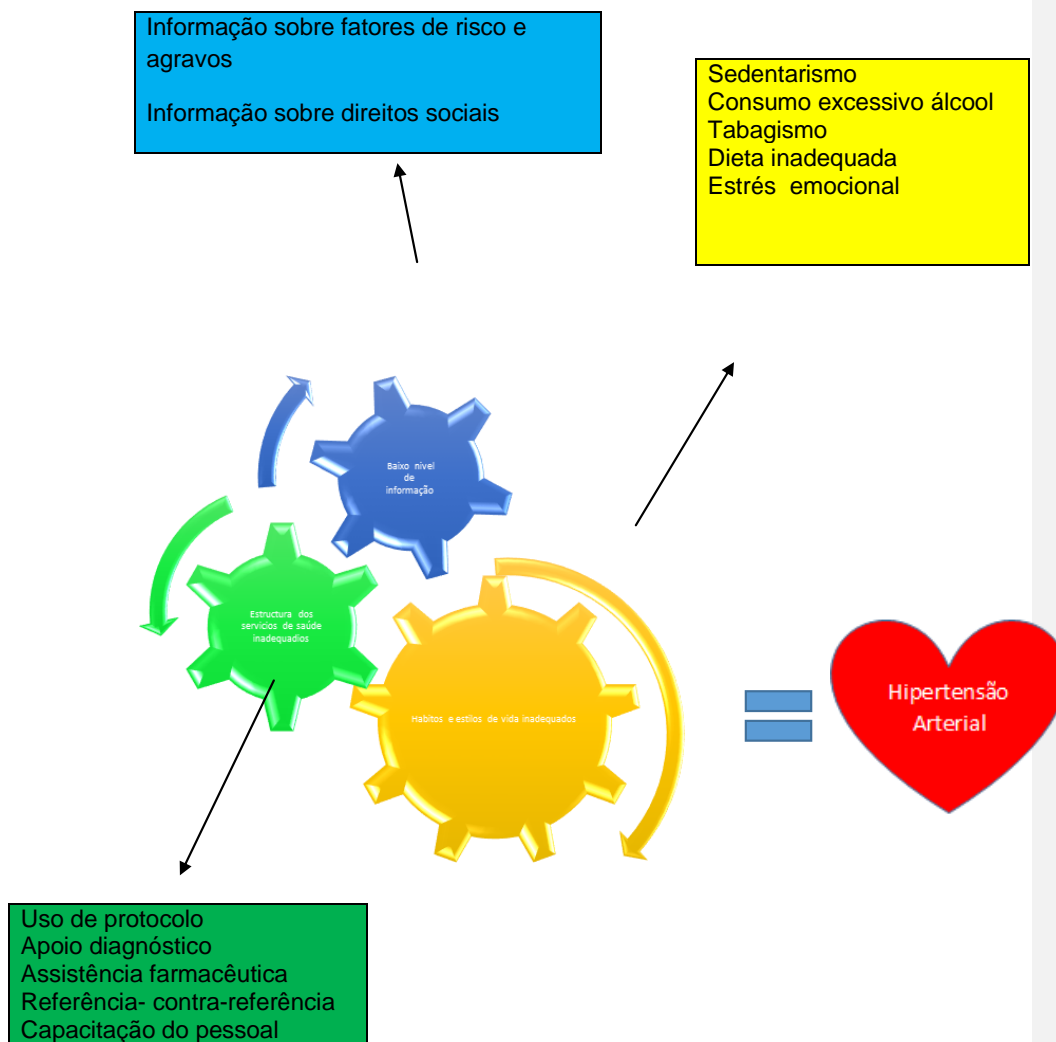 Informação sobre fatores de risco e
agravos
Informação sobre direitos sociais
Sedentarismo
Consumo excessivo álcool
Tabagismo
Dieta inadequada
Estrés emocional
Baixo nivel
de
informação
Estructura dos
servicios de saúde
inadequadios
Habitos e estilos de vida inadequados
Hipertensão
Arterial
Uso de protocolo
Apoio diagnóstico
Assistência farmacêutica
Referência- contra-referência
Capacitação do pessoal